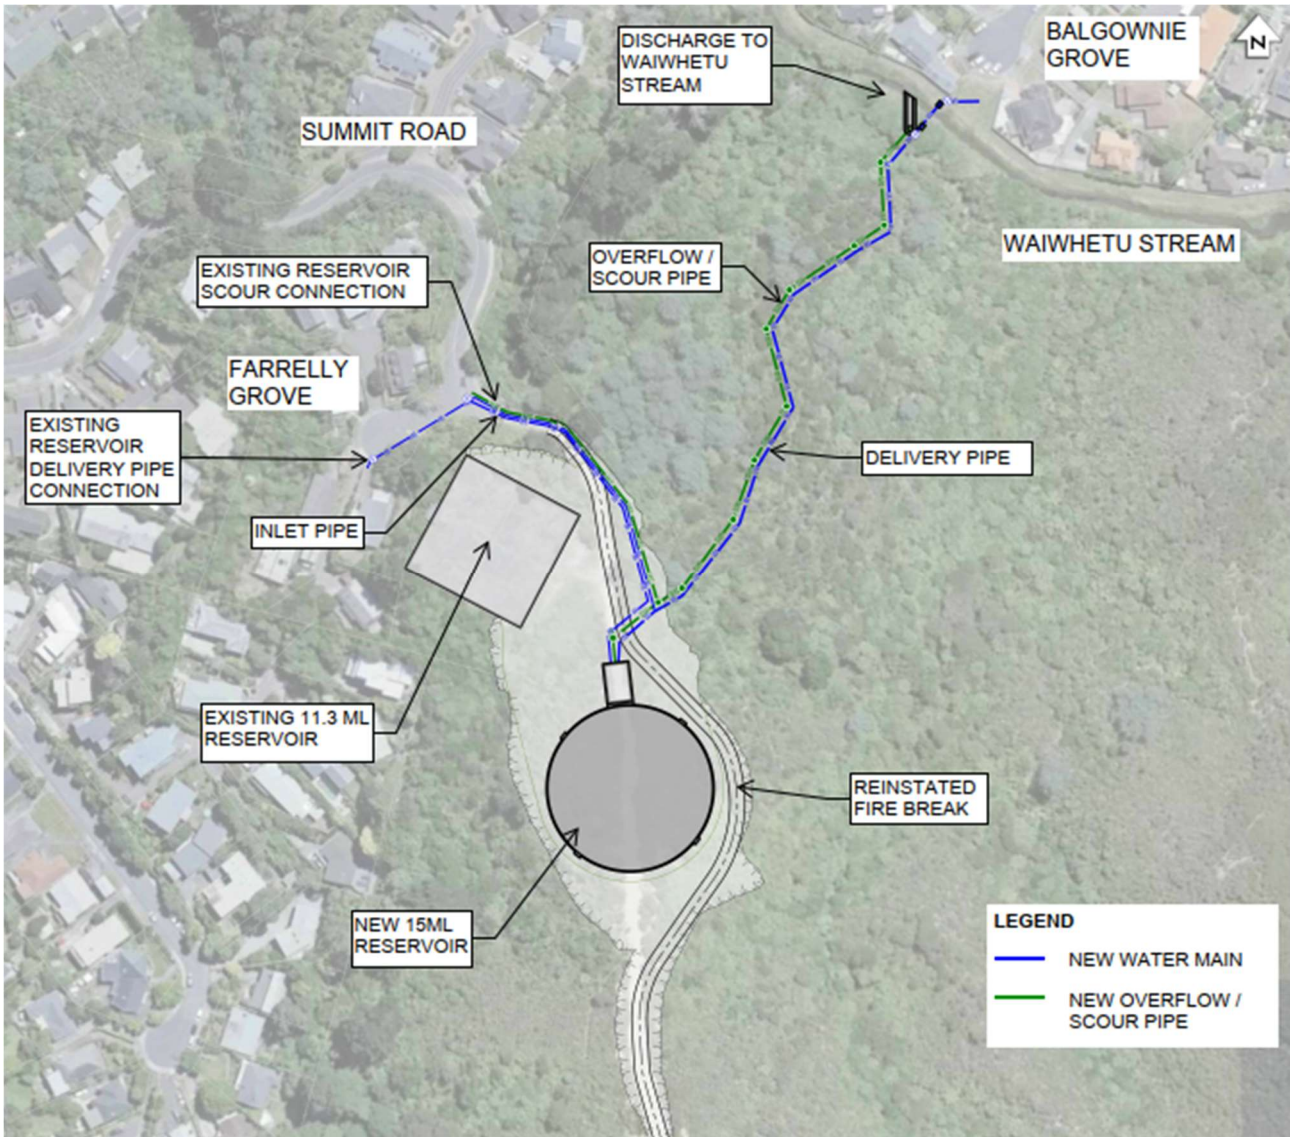 BALGOWNIE
GROVE
N
DISCHARGE TO
WAIWHETU
STREAM
SUMMIT ROAD
WAIWHETU STREAM
OVERFLOW /
SCOUR PIPE
EXISTING RESERVOIR
SCOUR CONNECTION
FARRELLY
GROVE
EXISTING
RESERVOIR
DELIVERY PIPE
CONNECTION
DELIVERY PIPE
INLET PIPE
EXISTING 11.3 ML
RESERVOIR
REINSTATED
FIRE BREAK
NEW 15ML
RESERVOIR
LEGEND
NEW WATER MAIN
NEW OVERFLOW /
SCOUR PIPE